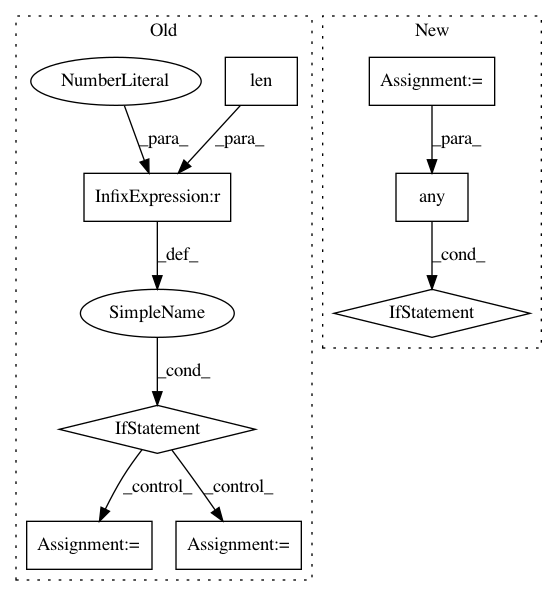 Old
New
NumberLiteral
len
Assignment:=
_para_
_para_
_para_
InfixExpression:r
any
_def_
_cond_
SimpleName
IfStatement
_cond_
IfStatement
_control_
_control_
Assignment:=
Assignment:=